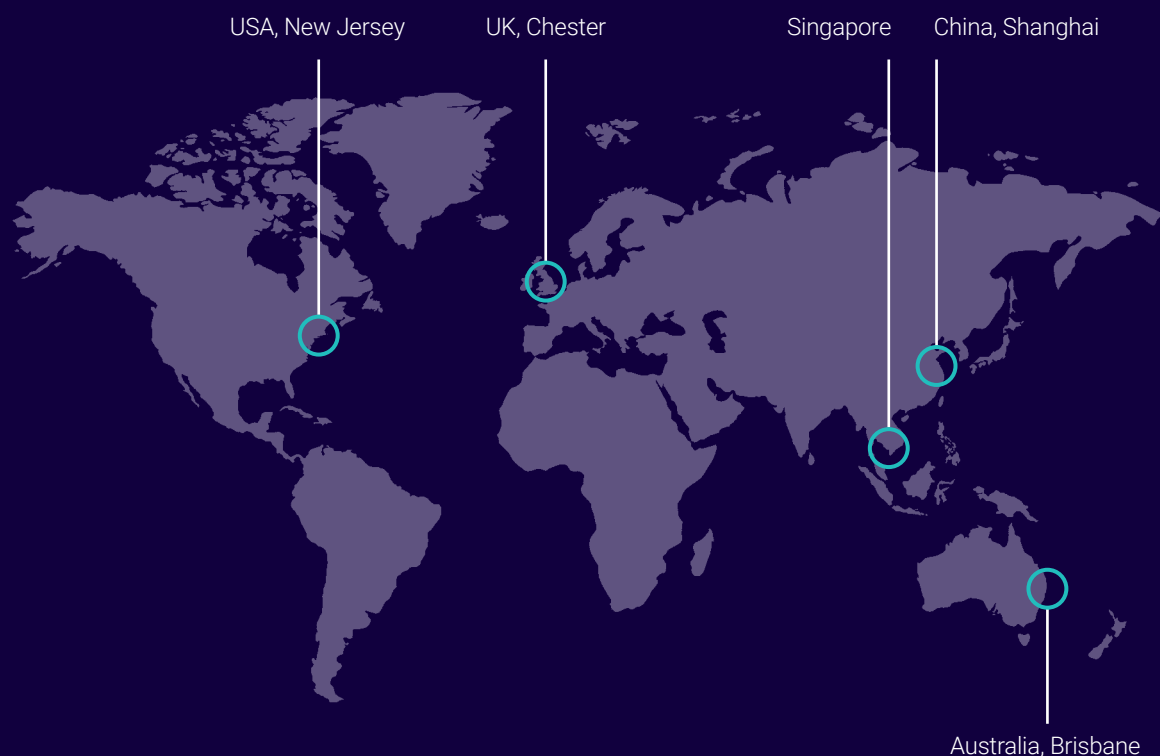 USA, New Jersey
UK, Chester
Singapore
China, Shanghai
Australia, Brisbane